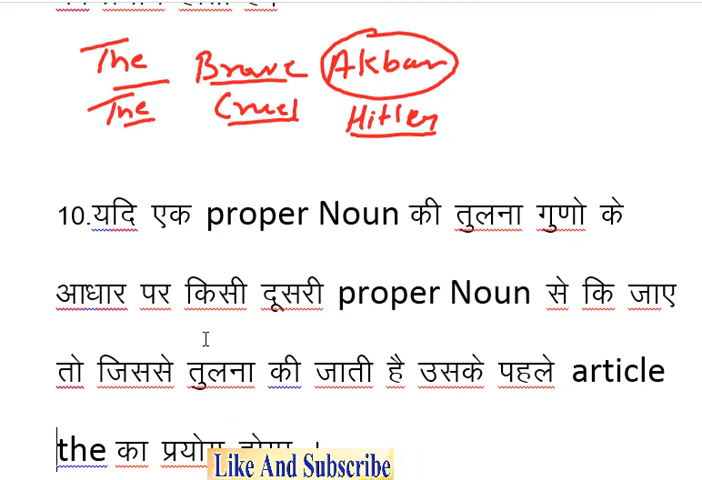 The Brave Akbar
The Cruel Hitler
10.यदि एक proper Noun की तुलना गुणो के
आधार पर किसी दूसरी proper Noun से कि जाए
तो जिससे तुलना की जाती है उसके पहले article
the का प्रयोग होगा ।
Like And Subscribe